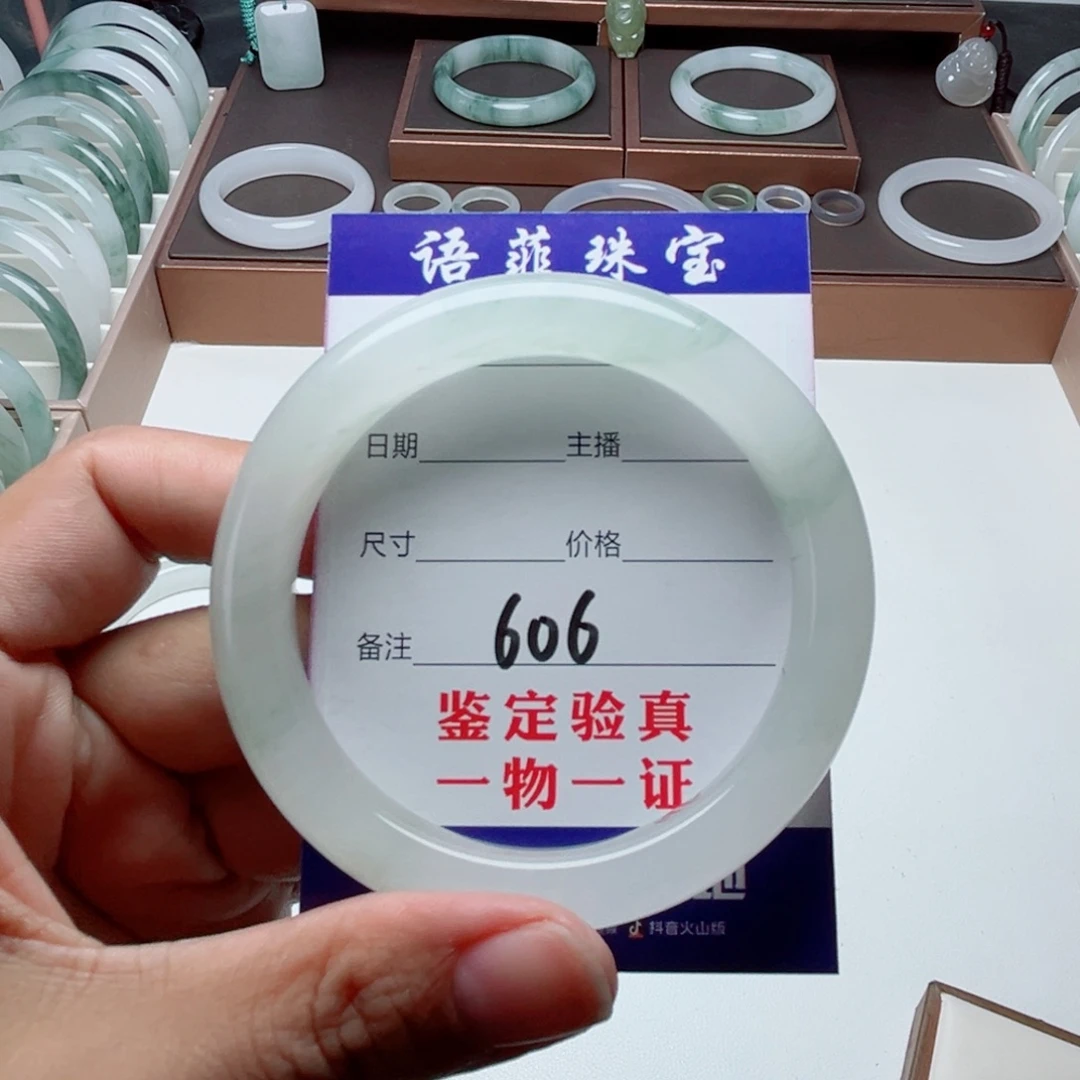 语菲珠宝
日期 主播
尺寸 价格
备注 606
鉴定验真
一物一证
抖音火山版